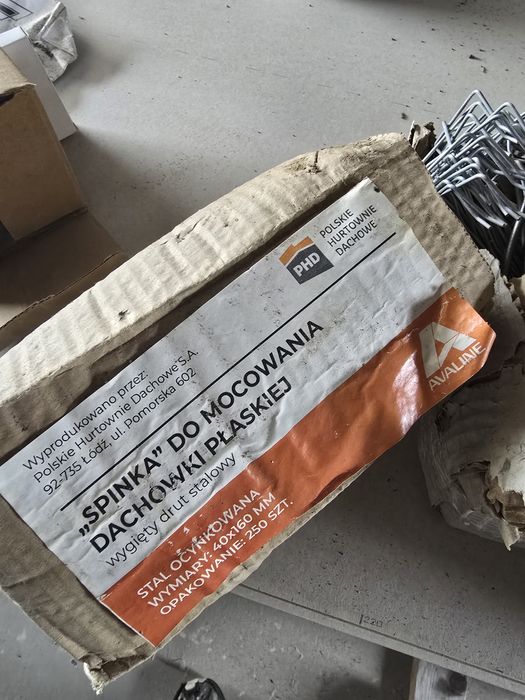 PHD
POLSKIE
HURTOWNIE
DACHOWE
Wyprodukowano przez:
Polskie Hurtownie Dachowe S.A.
92-735 Łódź, ul. Pomorska 602
„SPINKA” DO MOCOWANIA
DACHÓWKI PŁASKIEJ
wygięty drut stalowy
STAL OCYNKOWANA
WYMIARY: 40x160 MM
OPAKOWANIE: 250 SZT.
AVALINE